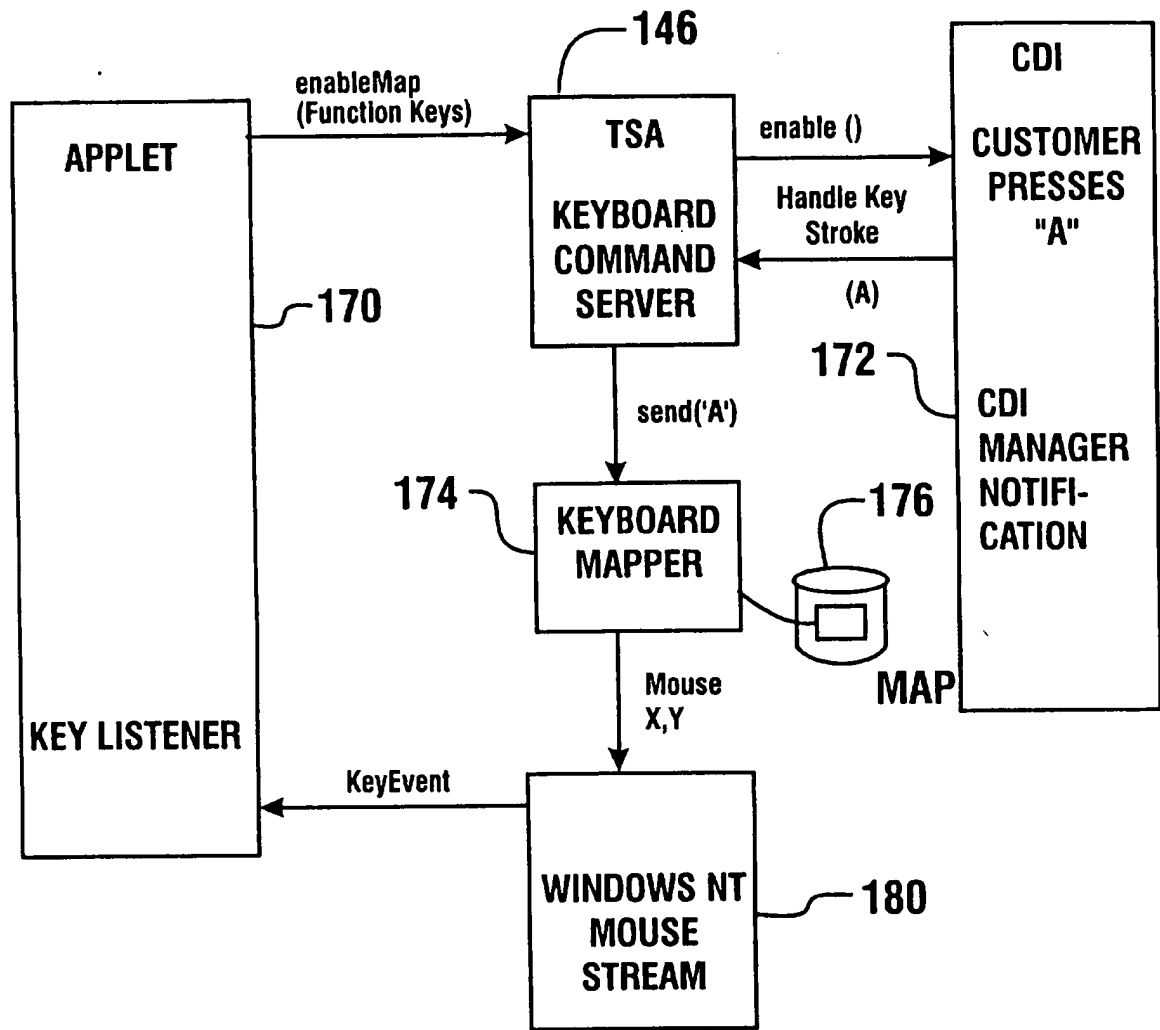 146
enableMap
(Function Keys)
APPLET
170
KEY LISTENER
TSA
KEYBOARD
COMMAND
SERVER
enable ()
Handle Key
Stroke
(A)
CDI
CUSTOMER
PRESSES
"A"
172
CDI
MANAGER
NOTIFI-
CATION
send('A')
174
KEYBOARD
MAPPER
176
MAP
Mouse
X,Y
KeyEvent
WINDOWS NT
MOUSE
STREAM
180